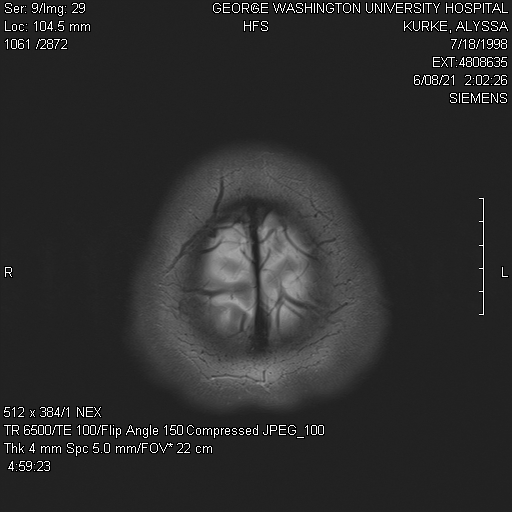 Ser: 9/Img: 29
Loc: 104.5 mm
1061 /2872
HFS
GEORGE WASHINGTON UNIVERSITY HOSPITAL
KURKE, ALYSSA
7/18/1998
EXT:4808635
6/08/21 2:02:26
SIEMENS
R
L
512 x 384/1 NEX
TR 6500/TE 100/Flip Angle 150 Compressed JPEG_100
Thk 4 mm Spc 5.0 mm/FOV* 22 cm
4:59:23